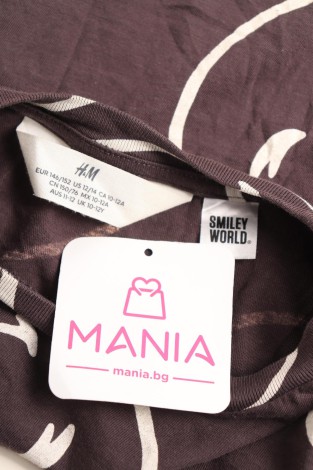 H&M
EUR 146/152 US 12/14 CA 10-12A
CN 150/76 MX 10-12A
AUS 11-12 UK 10-12Y
SMILEY
WORLD®
MANIA
mania.bg